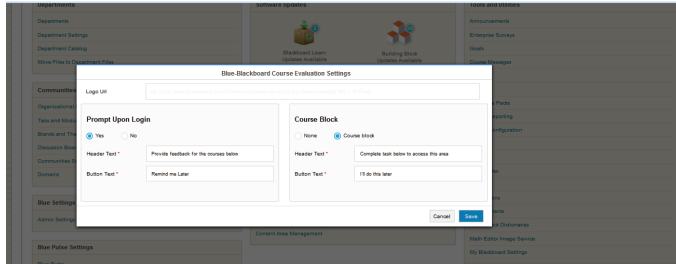 Departments
Software Updates
Tools and Utilities
Departments
Department Settings
Department Catalog
Move Files to Department Files
Blackboard Learn
Updates Available
Building Block
Updates Available
Announcements
Enterprise Surveys
Goals
Course Messages
Blue-Blackboard Course Evaluation Settings
Logo Url
Prompt Upon Login
Yes
No
Header Text *
Provide feedback for the courses below
Button Text *
Remind me Later
Course Block
None
Course block
Header Text *
Complete task below to access this area
Button Text *
I'll do this later
Cancel
Save
Communities
Organizational
Tabs and
Brands and The
Discussion Boar
Communities
Domains
Blue Settings
Admin Settings
Blue Pulse Settings
Content Area Management
Math Editor Image Service
My Blackboard Settings